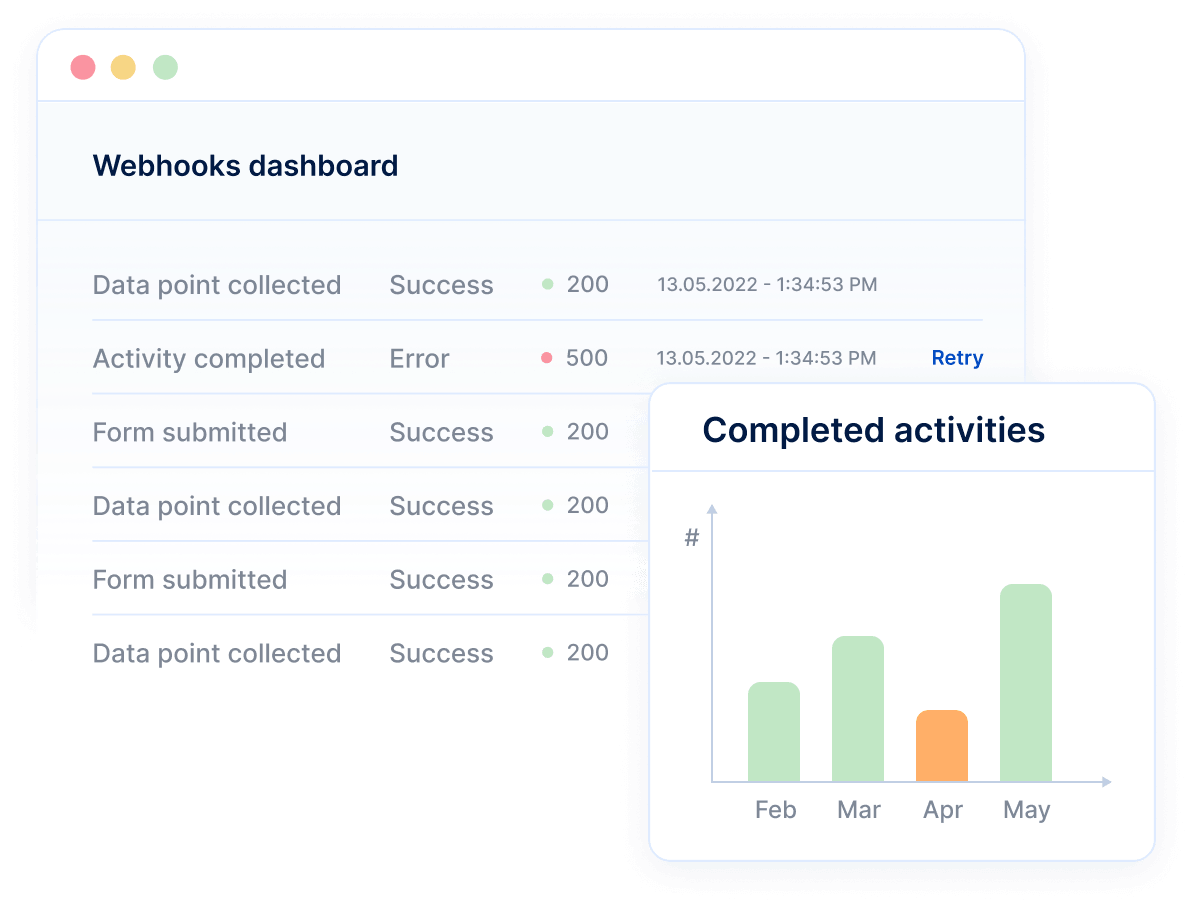 Webhooks dashboard
Data point collected Success 200 13.05.2022 - 1:34:53 PM
Activity completed Error 500 13.05.2022 - 1:34:53 PM Retry
Form submitted Success 200
Data point collected Success 200
Form submitted Success 200
Data point collected Success 200
Completed activities
#
Feb Mar Apr May